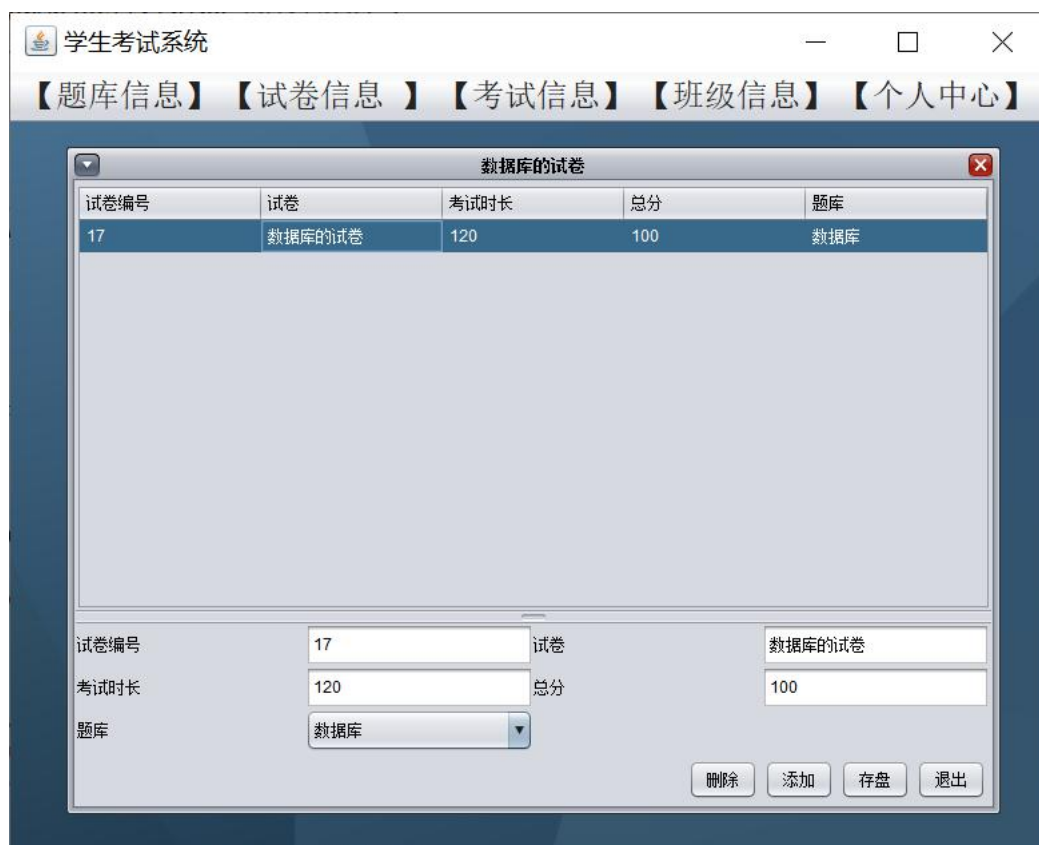 学生考试系统
【题库信息】 【试卷信息 】 【考试信息】 【班级信息】 【个人中心】
数据库的试卷
试卷编号 试卷 考试时长 总分 题库
17 数据库的试卷 120 100 数据库
试卷编号 17 试卷 数据库的试卷
考试时长 120 总分 100
题库 数据库
删除 添加 存盘 退出